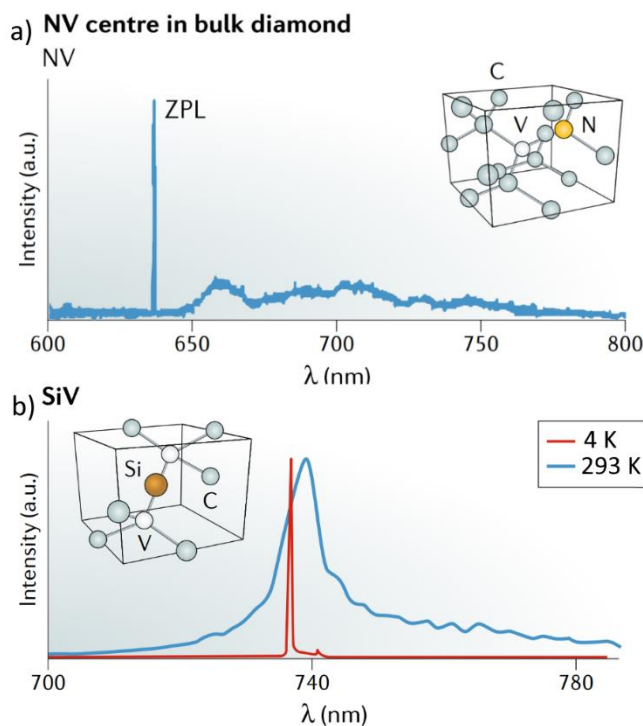 a) NV centre in bulk diamond
NV
ZPL
C
V
N
Intensity (a.u.)
600 650 700 750 800
λ (nm)
b) SiV
Si
C
V
4 K
293 K
Intensity (a.u.)
700 740 780
λ (nm)